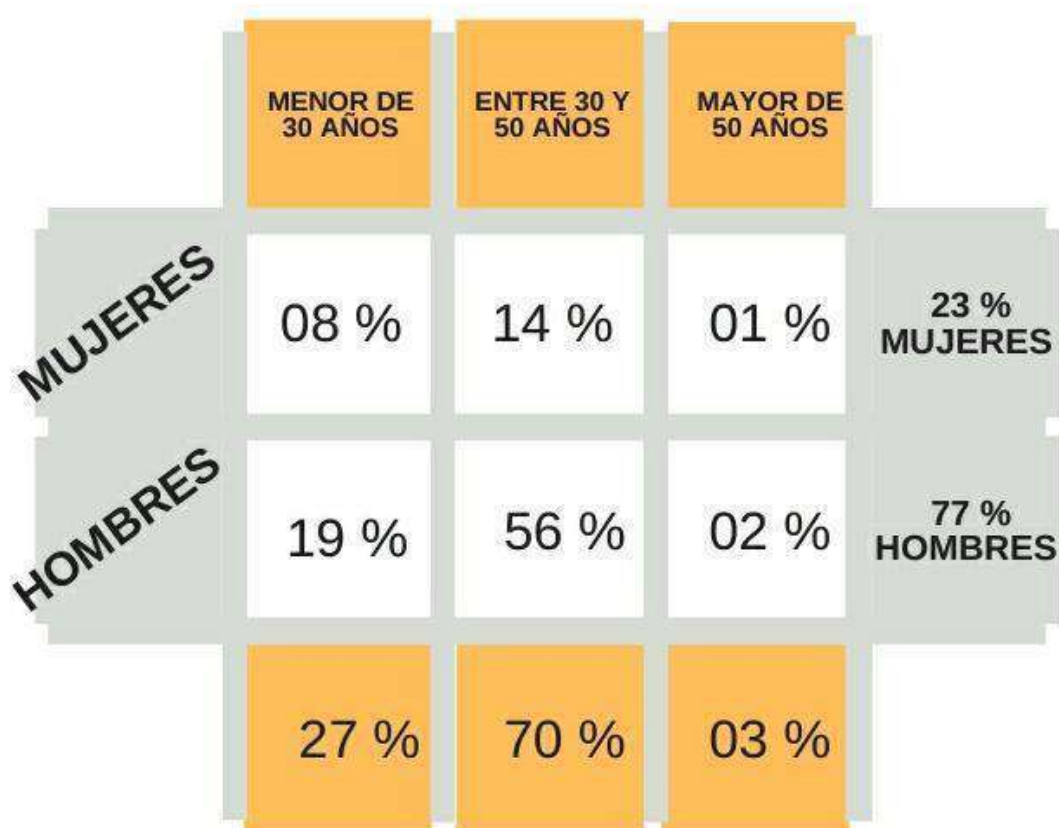 MENOR DE
30 AÑOS
ENTRE 30 Y
50 AÑOS
MAYOR DE
50 AÑOS
MUJERES
08 %
14 %
01 %
23 %
MUJERES
HOMBRES
19 %
56 %
02 %
77 %
HOMBRES
27 %
70 %
03 %